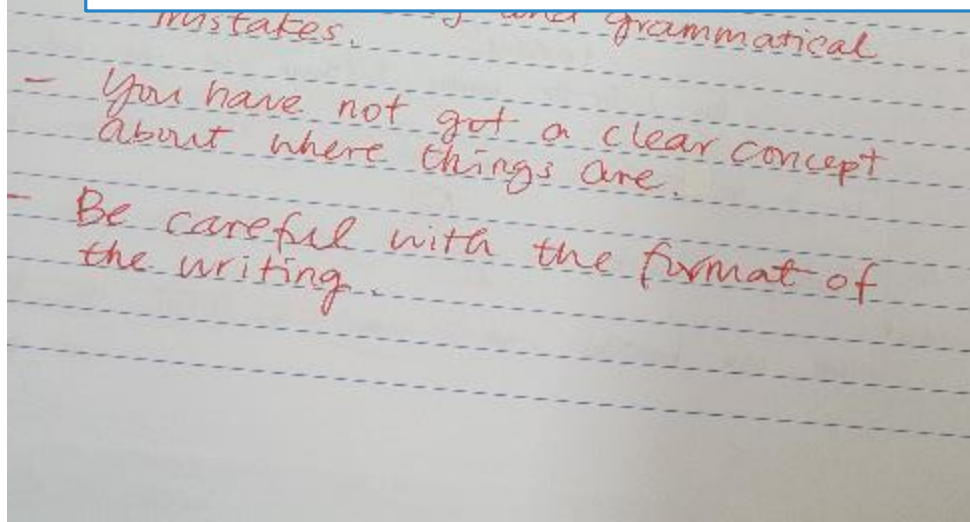 and grammatical
mistakes.
- You have not got a clear concept
about where things are.
- Be careful with the format of
the writing.